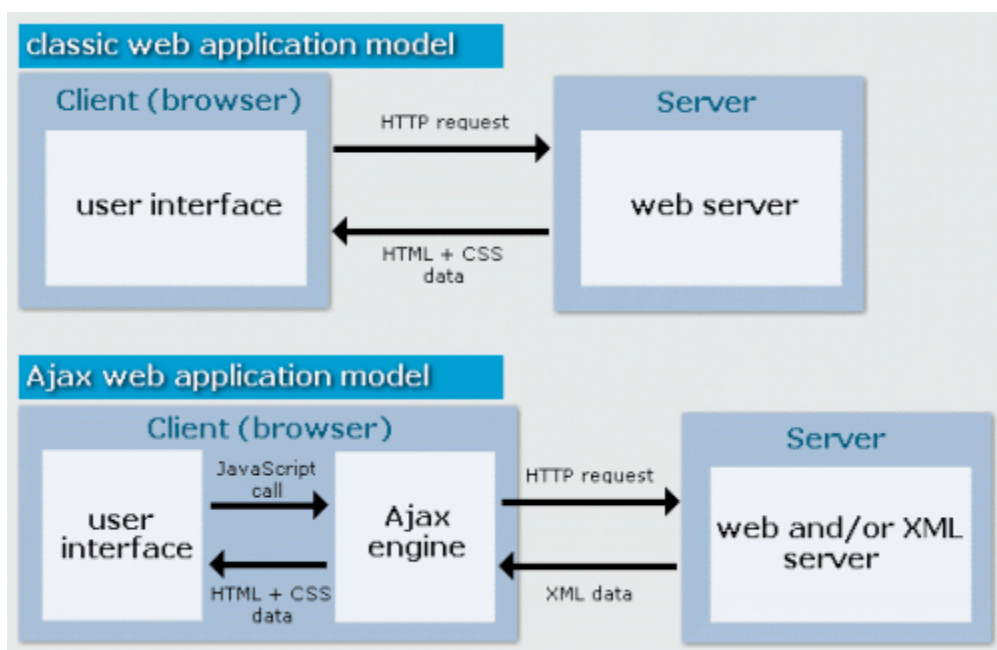 classic web application model
Client (browser)
Server
HTTP request
user interface
web server
HTML + CSS
data
Ajax web application model
Client (browser)
Server
JavaScript
call
HTTP request
user
interface
Ajax
engine
web and/or XML
server
HTML + CSS
data
XML data